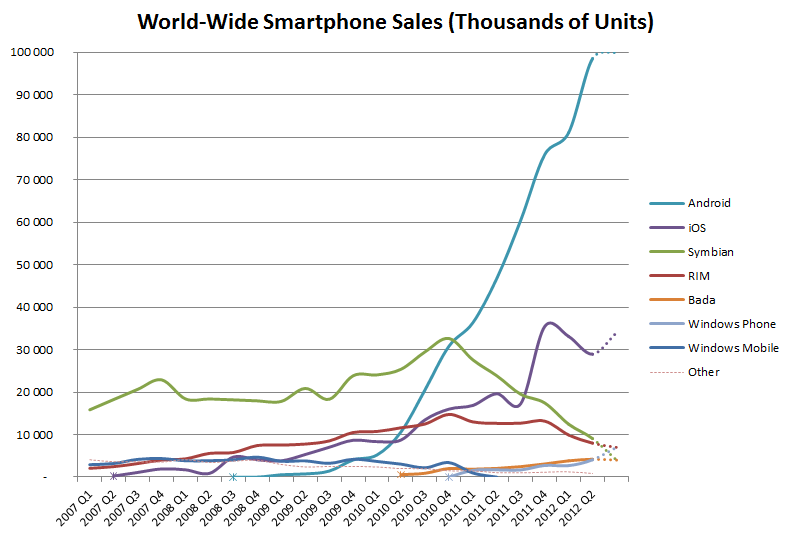 World-Wide Smartphone Sales (Thousands of Units)
100 000
90 000
80 000
70 000
60 000
50 000
40 000
30 000
20 000
10 000
-
2007 Q1
2007 Q2
2007 Q3
2007 Q4
2008 Q1
2008 Q2
2008 Q3
2008 Q4
2009 Q1
2009 Q2
2009 Q3
2009 Q4
2010 Q1
2010 Q2
2010 Q3
2010 Q4
2011 Q1
2011 Q2
2011 Q3
2011 Q4
2012 Q1
2012 Q2
Android
iOS
Symbian
RIM
Bada
Windows Phone
Windows Mobile
Other